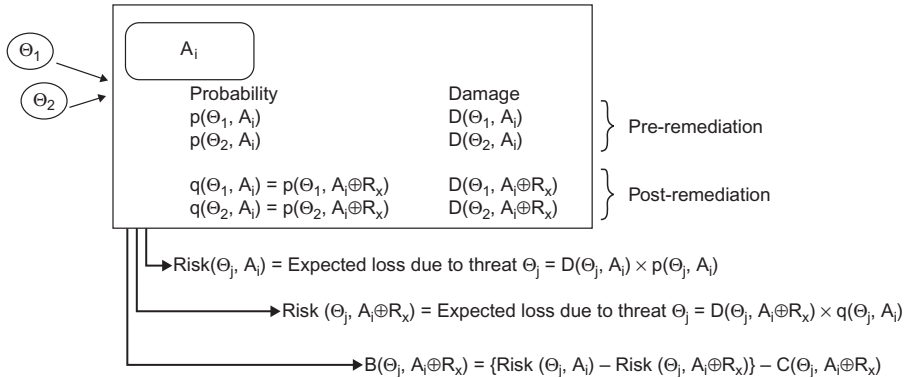 Θ1
Θ2
Ai
Probability Damage
p(Θ1, Ai) D(Θ1, Ai)
p(Θ2, Ai) D(Θ2, Ai)
Pre-remediation
q(Θ1, Ai) = p(Θ1, Ai⊕Rx) D(Θ1, Ai⊕Rx)
q(Θ2, Ai) = p(Θ2, Ai⊕Rx) D(Θ2, Ai⊕Rx)
Post-remediation
Risk(Θj, Ai) = Expected loss due to threat Θj = D(Θj, Ai) × p(Θj, Ai)
Risk (Θj, Ai⊕Rx) = Expected loss due to threat Θj = D(Θj, Ai⊕Rx) × q(Θj, Ai)
B(Θj, Ai⊕Rx) = {Risk (Θj, Ai) – Risk (Θj, Ai⊕Rx)} – C(Θj, Ai⊕Rx)